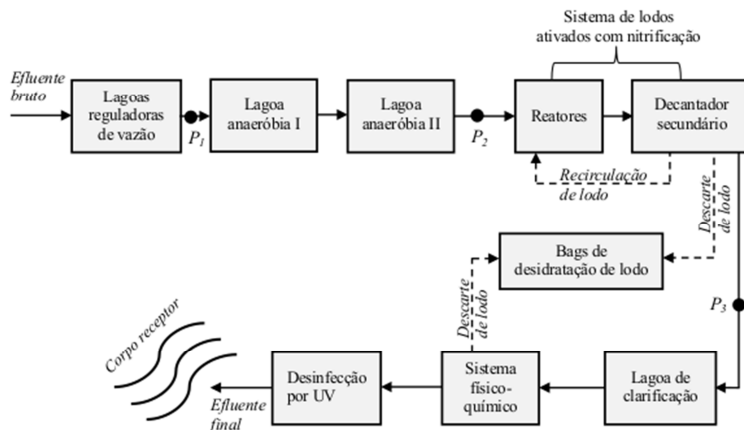 Sistema de lodos
ativados com nitrificação
Efluente
bruto
Lagoas
reguladoras
de vazão
P1
Lagoa
anaeróbia I
Lagoa
anaeróbia II
P2
Reatores
Decantador
secundário
Recirculação
de lodo
Descarte
de lodo
Bags de
desidratação de lodo
Descarte
de lodo
P3
Corpo receptor
Desinfecção
por UV
Sistema
físico-
químico
Lagoa de
clarificação
Efluente
final